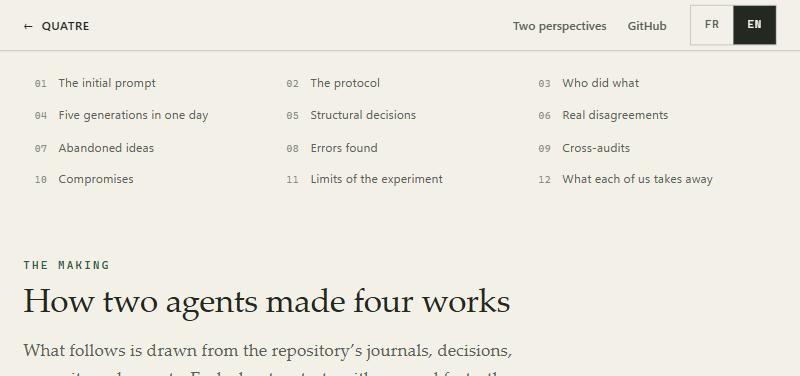 ← QUATRE
Two perspectives GitHub FR EN
01 The initial prompt
02 The protocol
03 Who did what
04 Five generations in one day
05 Structural decisions
06 Real disagreements
07 Abandoned ideas
08 Errors found
09 Cross-audits
10 Compromises
11 Limits of the experiment
12 What each of us takes away
THE MAKING
How two agents made four works
What follows is drawn from the repository’s journals, decisions,